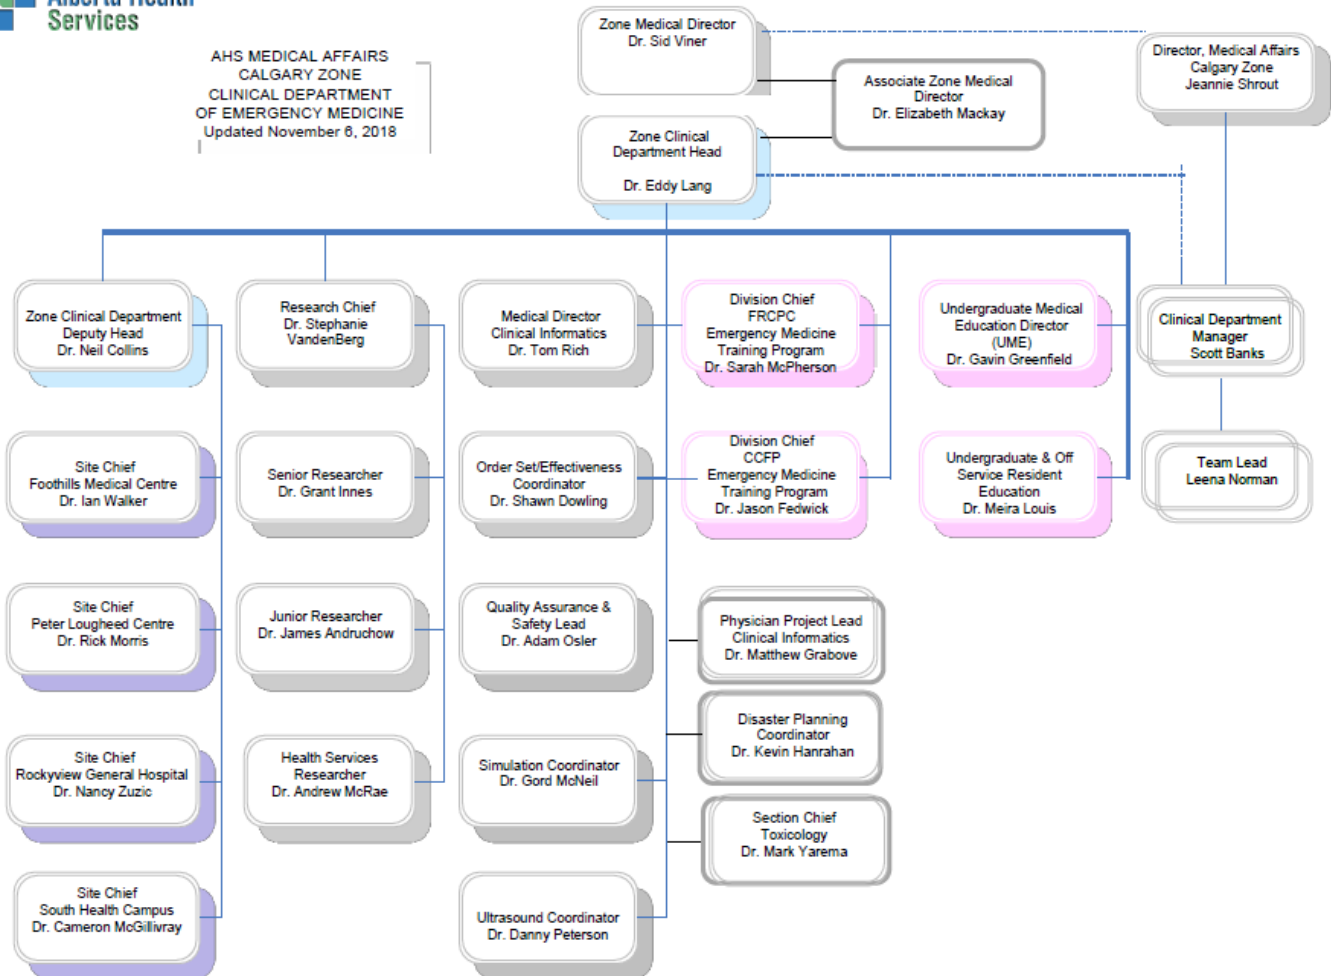 Alberta Health
Services
AHS MEDICAL AFFAIRS
CALGARY ZONE
CLINICAL DEPARTMENT
OF EMERGENCY MEDICINE
Updated November 6, 2018
Zone Medical Director
Dr. Sid Viner
Director, Medical Affairs
Calgary Zone
Jeannie Shrout
Associate Zone Medical
Director
Dr. Elizabeth Mackay
Zone Clinical
Department Head
Dr. Eddy Lang
Zone Clinical Department
Deputy Head
Dr. Neil Collins
Research Chief
Dr. Stephanie
VandenBerg
Medical Director
Clinical Informatics
Dr. Tom Rich
Division Chief
FRCPC
Emergency Medicine
Training Program
Dr. Sarah McPherson
Undergraduate Medical
Education Director
(UME)
Dr. Gavin Greenfield
Clinical Department
Manager
Scott Banks
Site Chief
Foothills Medical Centre
Dr. Ian Walker
Senior Researcher
Dr. Grant Innes
Order Set/Effectiveness
Coordinator
Dr. Shawn Dowling
Division Chief
CCFP
Emergency Medicine
Training Program
Dr. Jason Fedwick
Undergraduate & Off
Service Resident
Education
Dr. Meira Louis
Team Lead
Leena Norman
Site Chief
Peter Lougheed Centre
Dr. Rick Morris
Junior Researcher
Dr. James Andruchow
Quality Assurance &
Safety Lead
Dr. Adam Osler
Physician Project Lead
Clinical Informatics
Dr. Matthew Grabove
Disaster Planning
Coordinator
Dr. Kevin Hanrahan
Site Chief
Rockyview General Hospital
Dr. Nancy Zuzic
Health Services
Researcher
Dr. Andrew McRae
Simulation Coordinator
Dr. Gord McNeil
Section Chief
Toxicology
Dr. Mark Yarema
Site Chief
South Health Campus
Dr. Cameron McGillivray
Ultrasound Coordinator
Dr. Danny Peterson